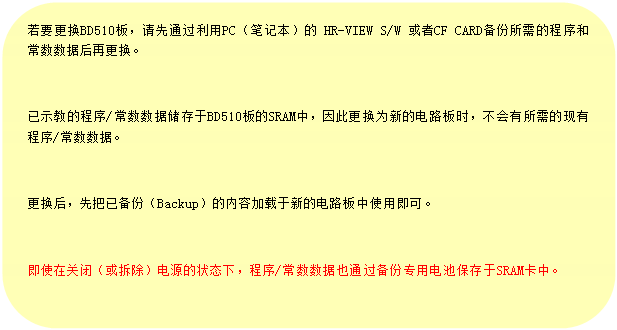 若要更换BD510板，请先通过利用PC（笔记本）的 HR-VIEW S/W 或者CF CARD备份所需的程序和
常数数据后再更换。
已示教的程序/常数数据储存于BD510板的SRAM中，因此更换为新的电路板时，不会有所需的现有
程序/常数数据。
更换后，先把已备份（Backup）的内容加载于新的电路板中使用即可。
即使在关闭（或拆除）电源的状态下，程序/常数数据也通过备份专用电池保存于SRAM卡中。